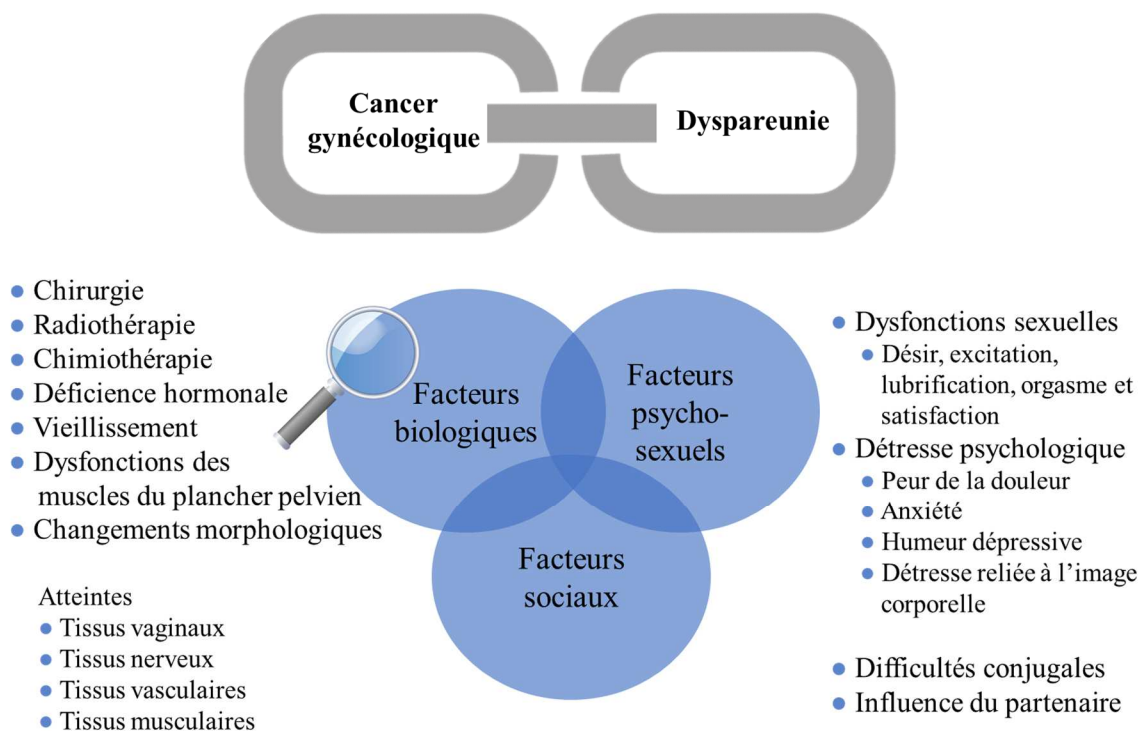 Cancer
gynécologique
Dyspareunie
Chirurgie
Radiothérapie
Chimiothérapie
Déficience hormonale
Vieillissement
Dysfonctions des
muscles du plancher pelvien
Changements morphologiques
Atteintes
Tissus vaginaux
Tissus nerveux
Tissus vasculaires
Tissus musculaires
Facteurs
biologiques
Facteurs
psycho-
sexuels
Facteurs
sociaux
Dysfonctions sexuelles
Désir, excitation,
lubrification, orgasme et
satisfaction
Détresse psychologique
Peur de la douleur
Anxiété
Humeur dépressive
Détresse reliée à l’image
corporelle
Difficultés conjugales
Influence du partenaire